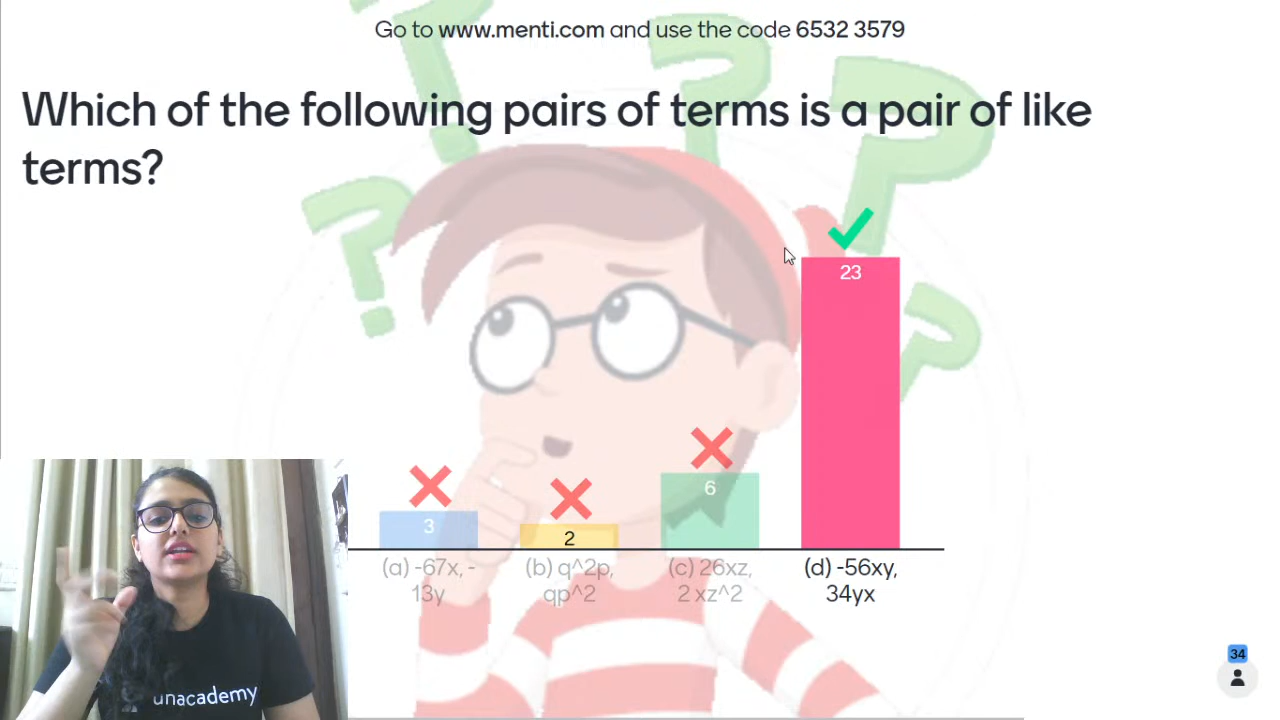 Go to www.menti.com and use the code 6532 3579
Which of the following pairs of terms is a pair of like
terms?
23
6
3
2
(a) -67x, -
13y
(b) q^2p,
qp^2
(c) 26xz,
2 xz^2
(d) -56xy,
34yx
unacademy
34